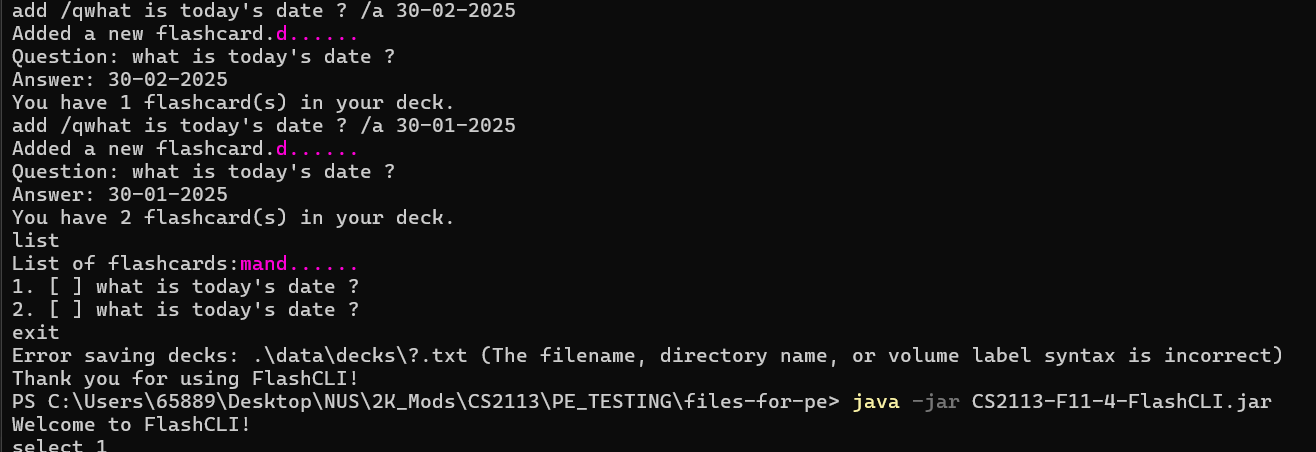 add /qwhat is today's date ? /a 30-02-2025
Added a new flashcard.d......
Question: what is today's date ?
Answer: 30-02-2025
You have 1 flashcard(s) in your deck.
add /qwhat is today's date ? /a 30-01-2025
Added a new flashcard.d......
Question: what is today's date ?
Answer: 30-01-2025
You have 2 flashcard(s) in your deck.
list
List of flashcards:mand......
1. [ ] what is today's date ?
2. [ ] what is today's date ?
exit
Error saving decks: .\data\decks\?.txt (The filename, directory name, or volume label syntax is incorrect)
Thank you for using FlashCLI!
PS C:\Users\65889\Desktop\NUS\2K_Mods\CS2113\PE_TESTING\files-for-pe> java -jar CS2113-F11-4-FlashCLI.jar
Welcome to FlashCLI!
select 1